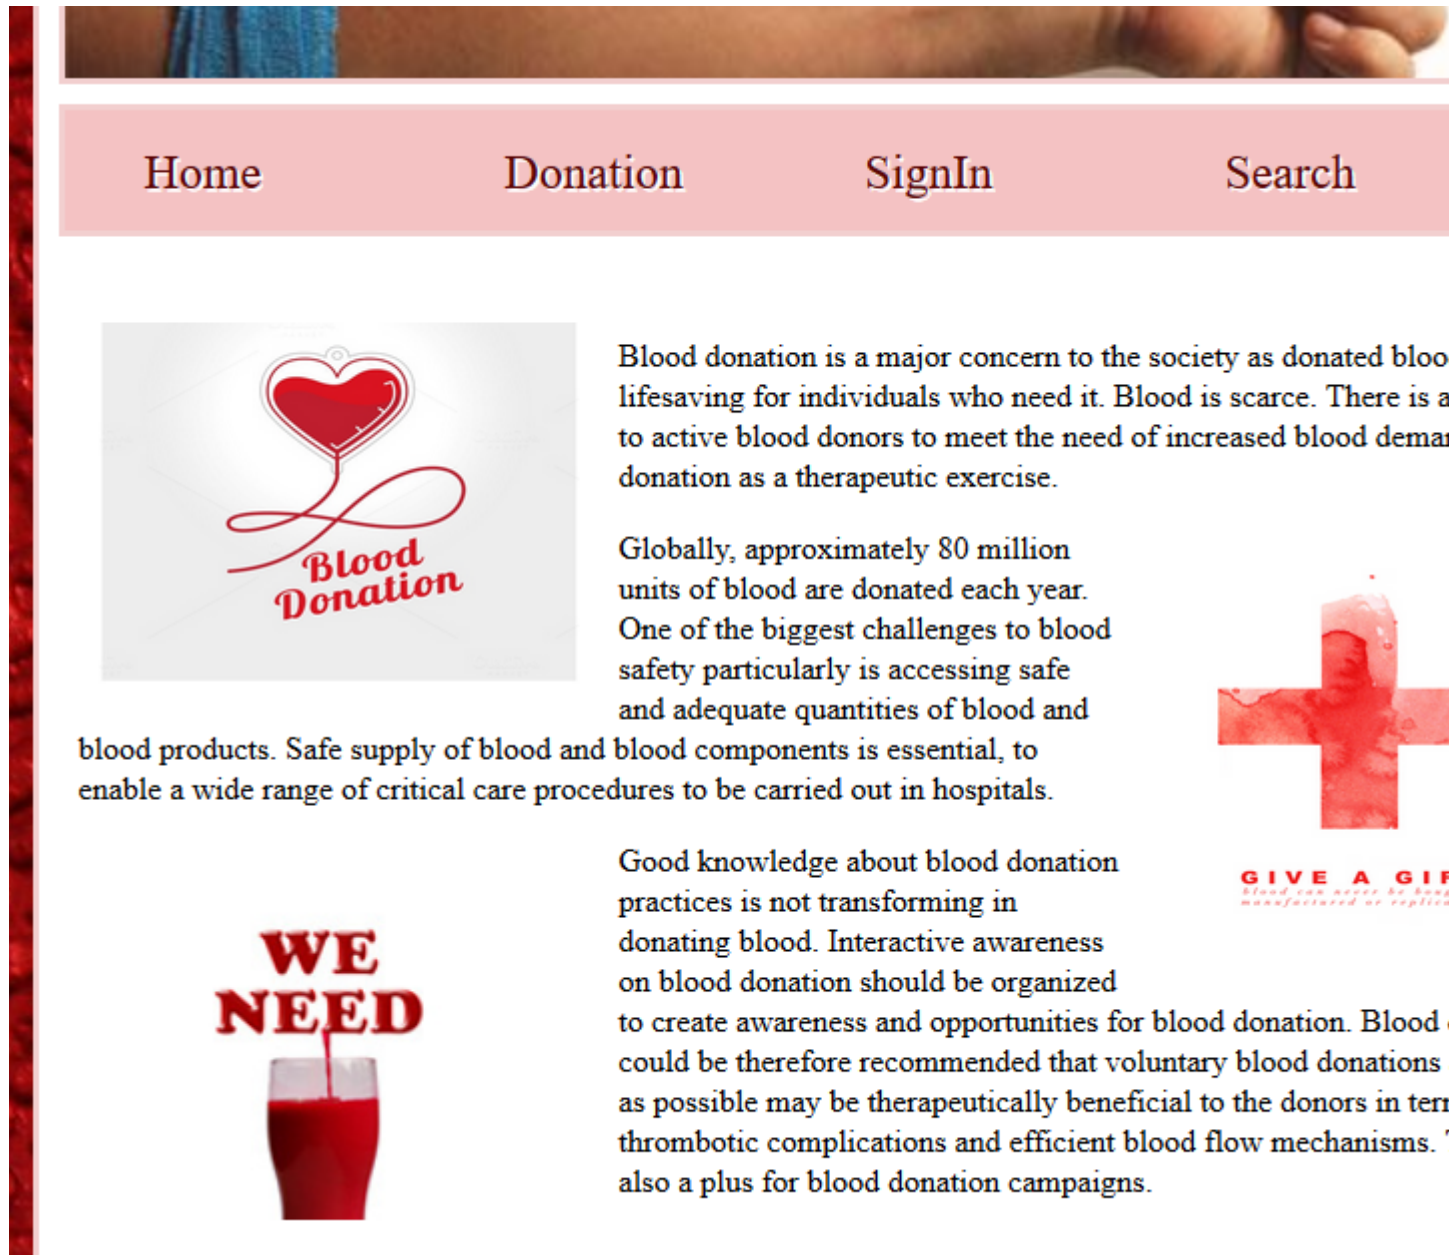 Home Donation SignIn Search
Blood
Donation
Blood donation is a major concern to the society as donated
lifesaving for individuals who need it. Blood is scarce. There is a
to active blood donors to meet the need of increased blood
donation as a therapeutic exercise.
Globally, approximately 80 million
units of blood are donated each year.
One of the biggest challenges to blood
safety particularly is accessing safe
and adequate quantities of blood and
blood products. Safe supply of blood and blood components is essential, to
enable a wide range of critical care procedures to be carried out in hospitals.
GIVE A
blood can never be
manufactured or
WE
NEED
Good knowledge about blood donation
practices is not transforming in
donating blood. Interactive awareness
on blood donation should be organized
to create awareness and opportunities for blood donation. Blood
could be therefore recommended that voluntary blood donations
as possible may be therapeutically beneficial to the donors in
thrombotic complications and efficient blood flow mechanisms.
also a plus for blood donation campaigns.